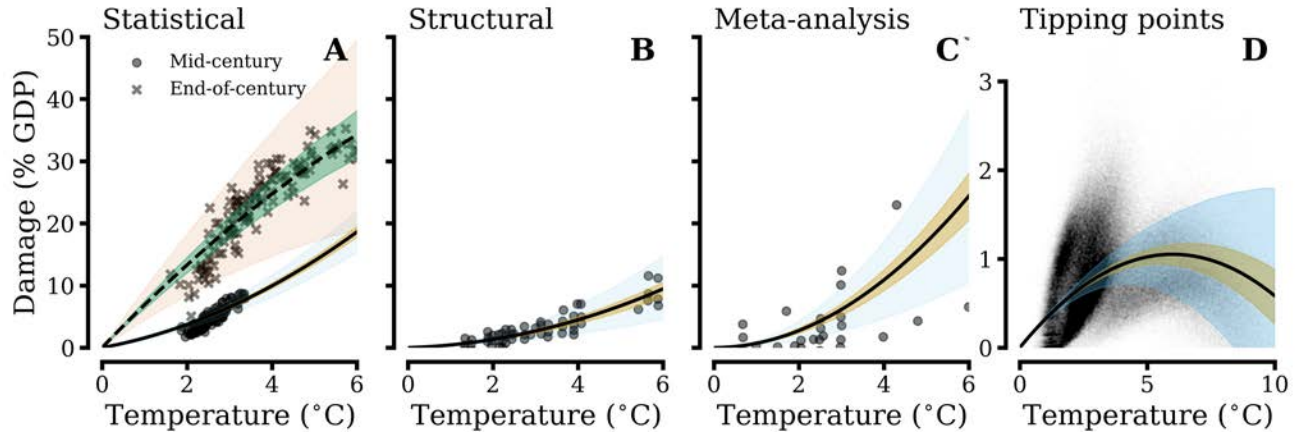 Statistical
Structural
Meta-analysis
Tipping points
A
B
C
D
Mid-century
End-of-century
Damage (% GDP)
50
40
30
20
10
0
3
2
1
0
0 2 4 6
0 2 4 6
0 2 4 6
0 5 10
Temperature (°C)
Temperature (°C)
Temperature (°C)
Temperature (°C)